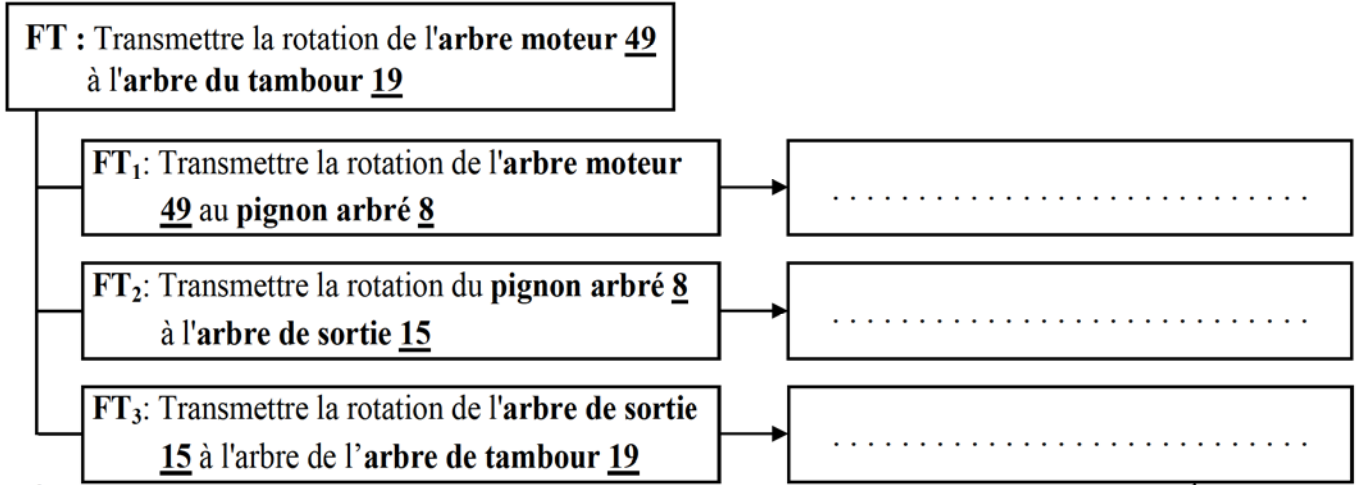 FT : Transmettre la rotation de l'arbre moteur 49
à l'arbre du tambour 19
FT₁: Transmettre la rotation de l'arbre moteur
49 au pignon arbré 8
. . . . . . . . . . . . . . . . . . . . . . . . . . . .
FT₂: Transmettre la rotation du pignon arbré 8
à l'arbre de sortie 15
. . . . . . . . . . . . . . . . . . . . . . . . . . . .
FT₃: Transmettre la rotation de l'arbre de sortie
15 à l'arbre de l’arbre de tambour 19
. . . . . . . . . . . . . . . . . . . . . . . . . . . .